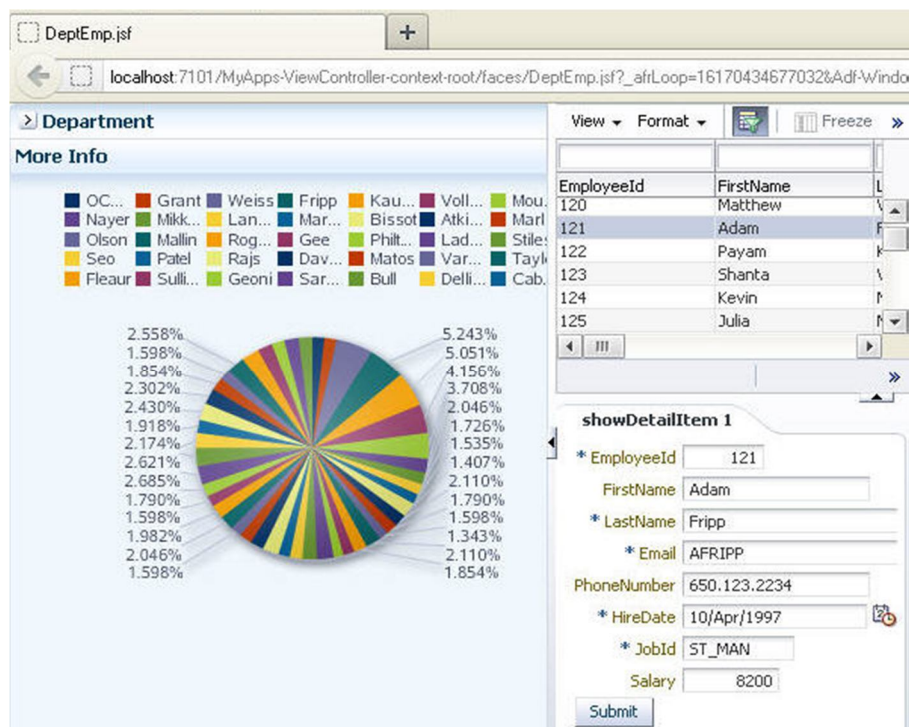 DeptEmp.jsf
localhost:7101/MyApps-ViewController-context-root/faces/DeptEmp.jsf?_afrLoop=16170434677032&Adf-Windo
Department
More Info
OC... Grant Weiss Fripp Kau... Voll... Mou.
Nayer Mikk... Lan... Mar... Bissot Atki... Marl
Olson Mallin Rog... Gee Philt... Lad... Stiles
Seo Patel Rajs Dav... Matos Var... Tayl
Fleaur Sulli... Geoni Sar... Bull Delli... Cab.
2.558% 5.243%
1.598% 5.051%
1.854% 4.156%
2.302% 3.708%
2.430% 2.046%
1.918% 1.726%
2.174% 1.535%
2.621% 1.407%
2.685% 2.110%
1.790% 1.790%
1.598% 1.598%
1.982% 1.343%
2.046% 2.110%
1.598% 1.854%
View Format Freeze »
EmployeeId FirstName L
120 Matthew
121 Adam F
122 Payam K
123 Shanta V
124 Kevin
125 Julia
»
showDetailItem 1
* EmployeeId 121
FirstName Adam
* LastName Fripp
* Email AFRIPP
PhoneNumber 650.123.2234
* HireDate 10/Apr/1997
* JobId ST_MAN
Salary 8200
Submit